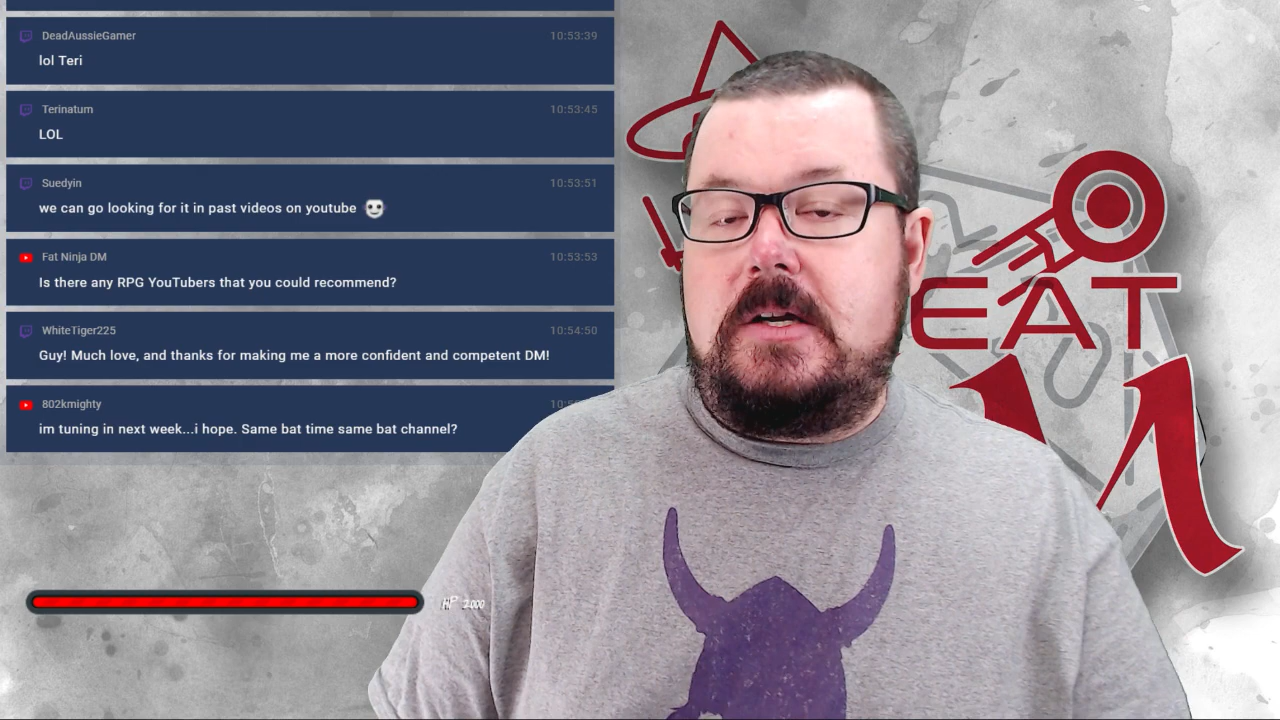 DeadAussieGamer 10:53:39
lol Teri
Terinatum 10:53:45
LOL
Suedyin 10:53:51
we can go looking for it in past videos on youtube
Fat Ninja DM 10:53:53
Is there any RPG YouTubers that you could recommend?
WhiteTiger225 10:54:50
Guy! Much love, and thanks for making me a more confident and competent DM!
802kmighty
im tuning in next week...i hope. Same bat time same bat channel?
EAT
HP 2000